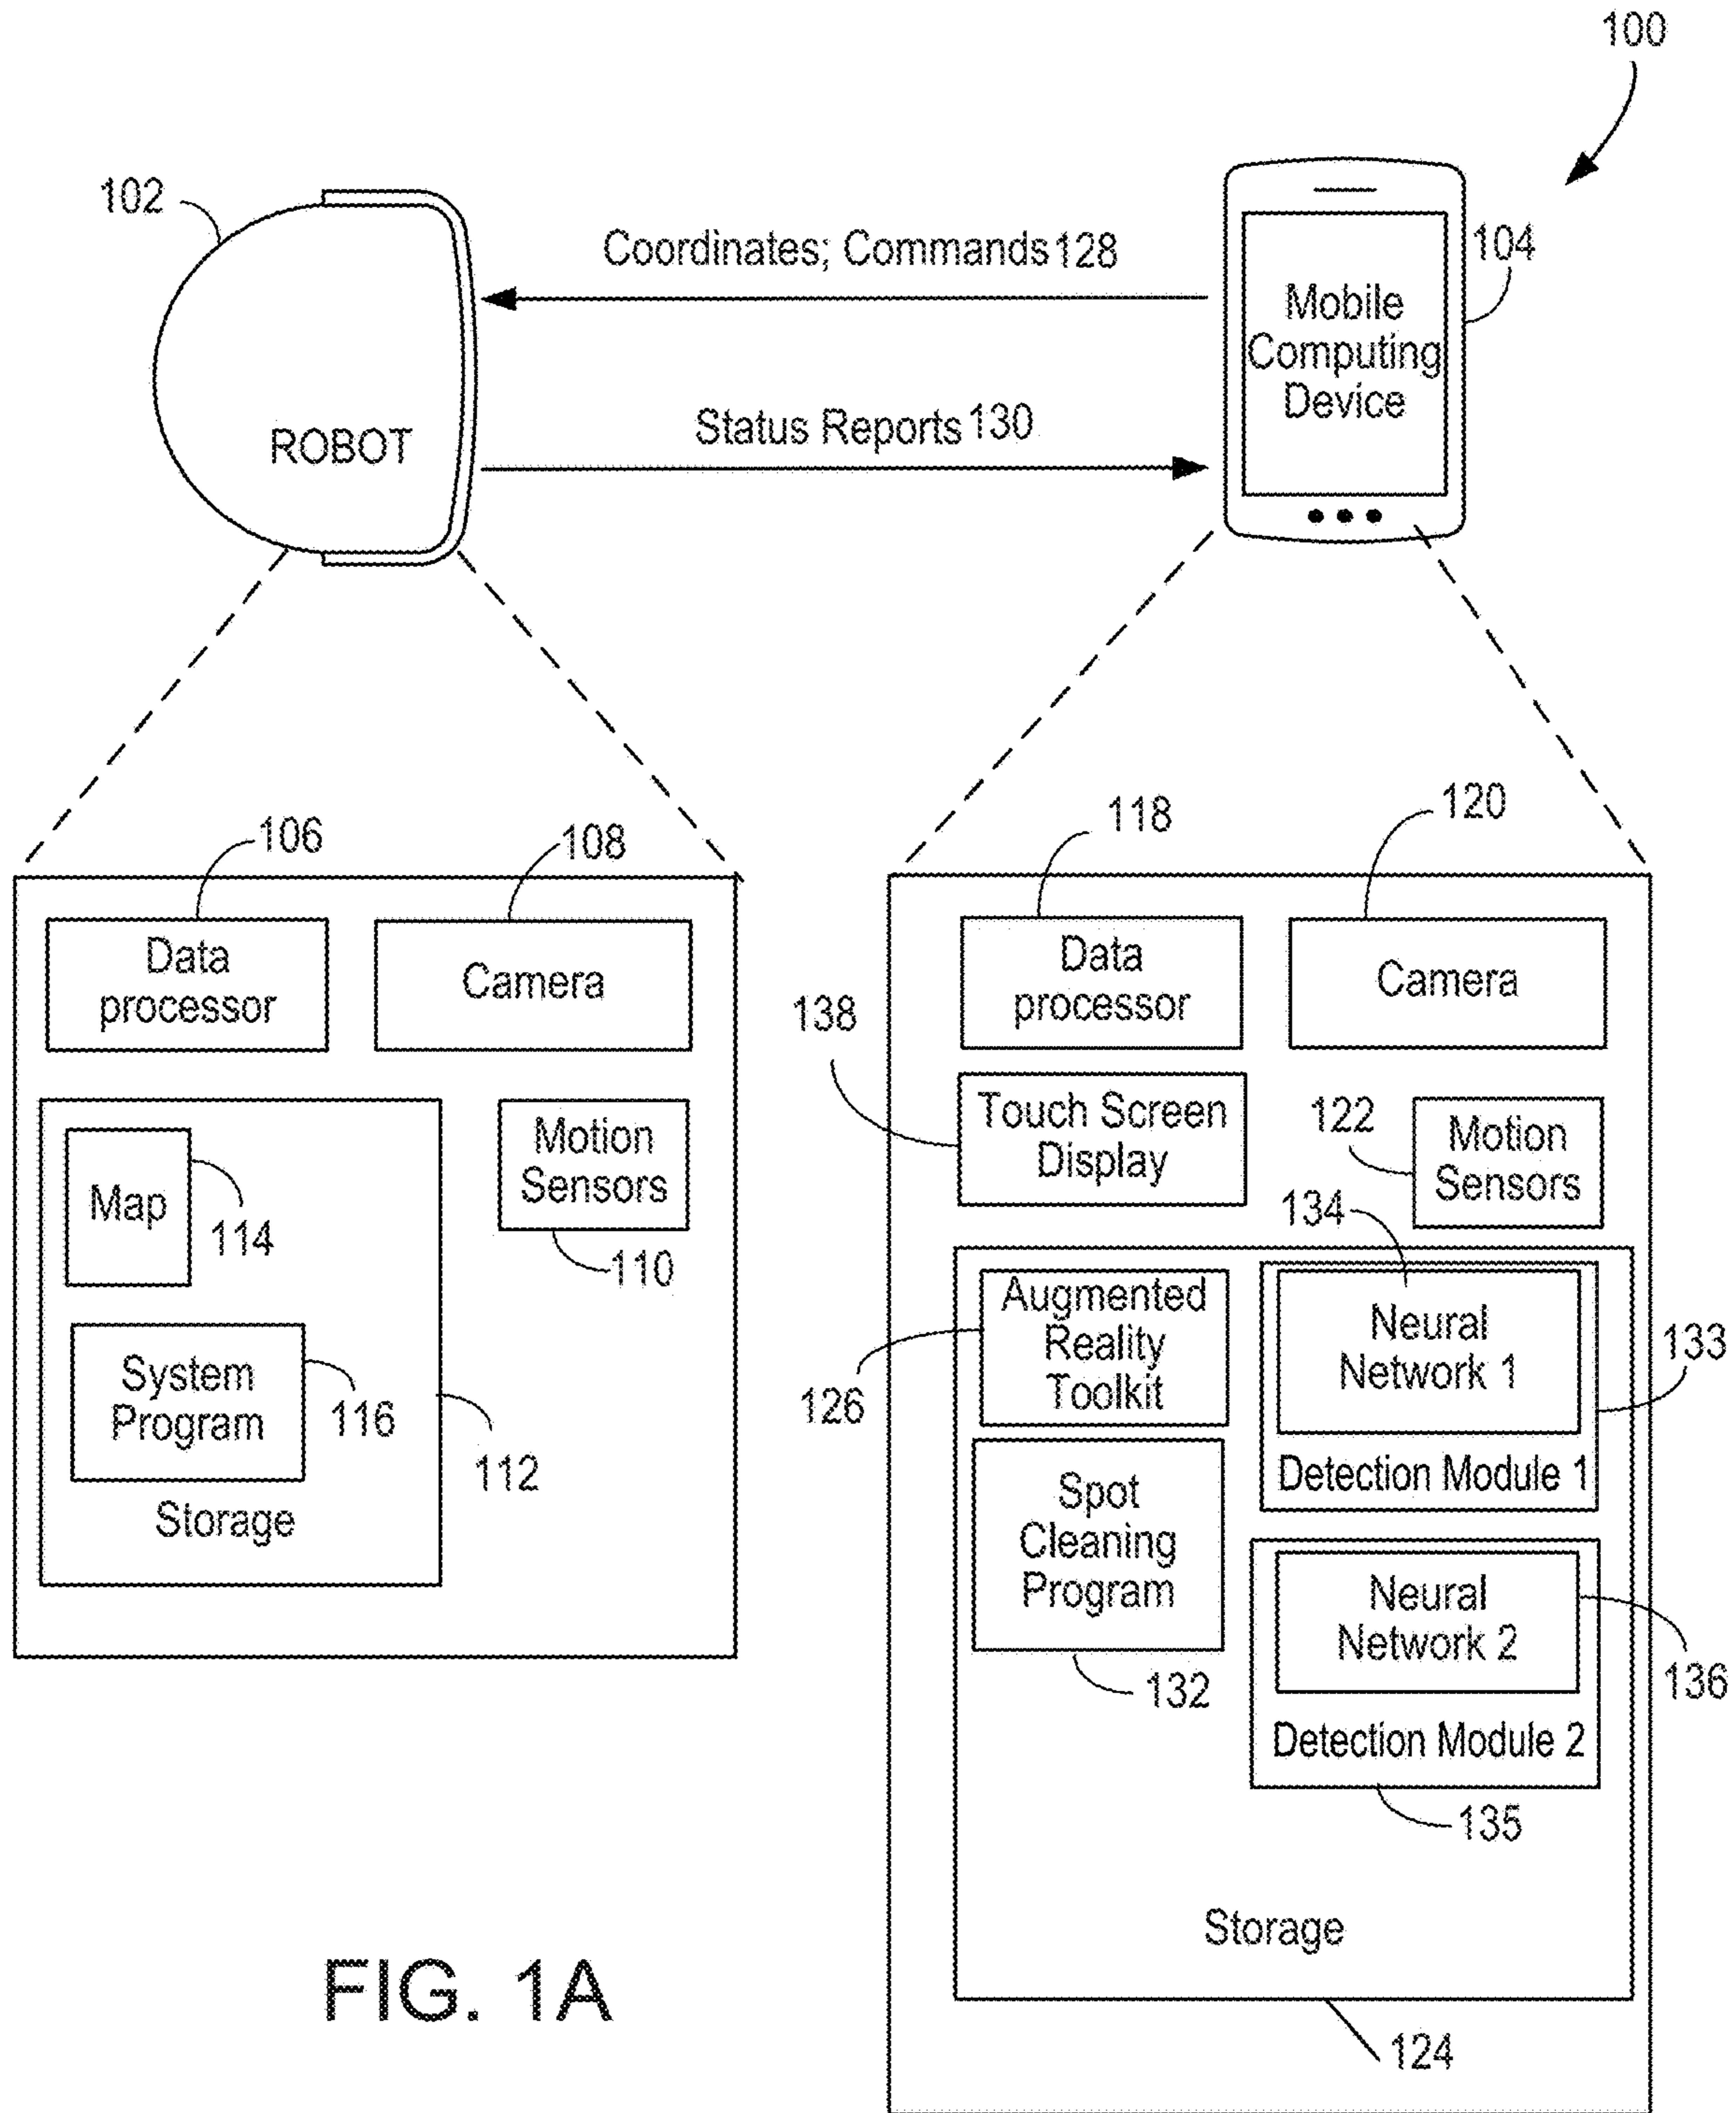 100
102
Coordinates; Commands 128
104
Mobile
Computing
Device
Status Reports 130
ROBOT
106
108
118
120
Data
processor
Camera
Data
processor
Camera
138
Touch Screen
Display
122
Motion
Sensors
Map
114
Motion
Sensors
110
134
Augmented
Reality
Toolkit
126
Neural
Network 1
133
Detection Module 1
System
Program
116
112
Storage
Spot
Cleaning
Program
132
Neural
Network 2
136
Detection Module 2
135
Storage
124
FIG. 1A